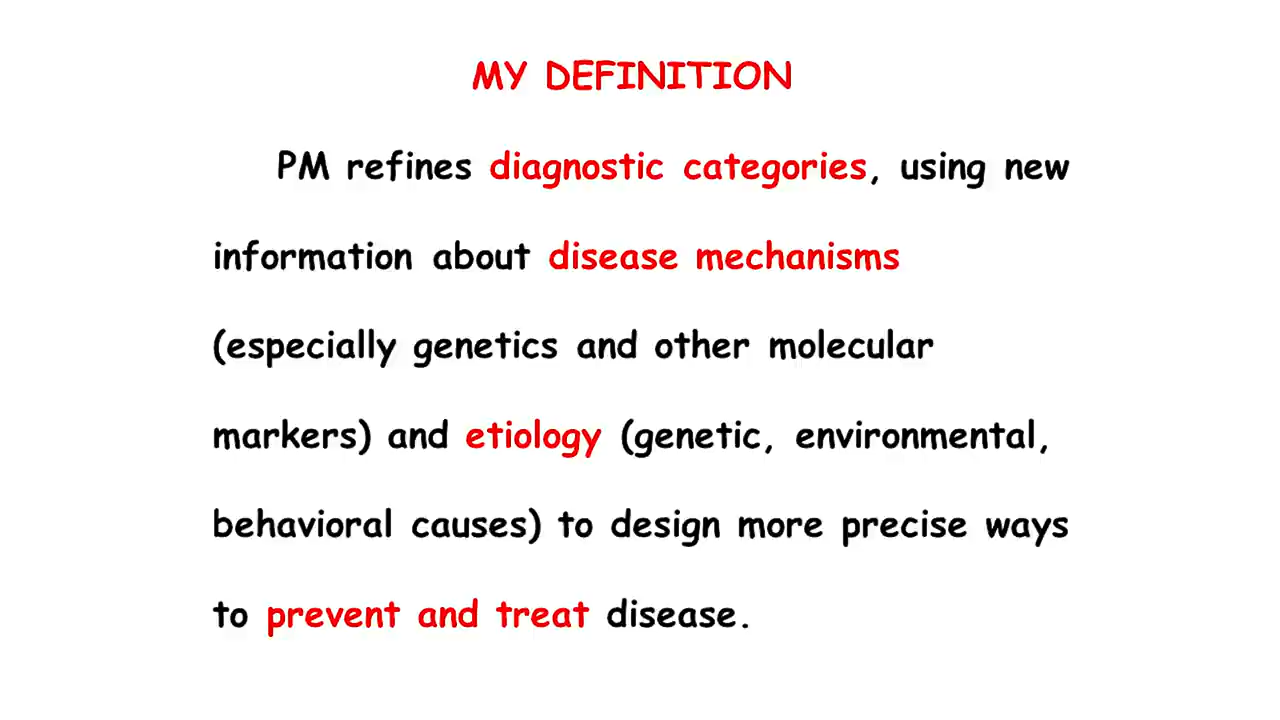 MY DEFINITION
PM refines diagnostic categories, using new
information about disease mechanisms
(especially genetics and other molecular
markers) and etiology (genetic, environmental,
behavioral causes) to design more precise ways
to prevent and treat disease.